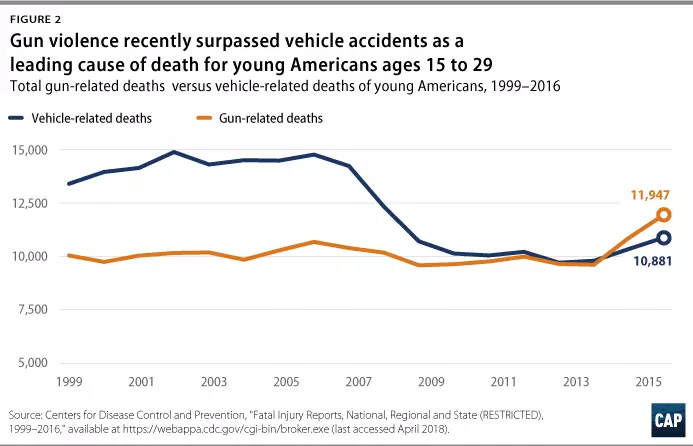 FIGURE 2
Gun violence recently surpassed vehicle accidents as a
leading cause of death for young Americans ages 15 to 29
Total gun-related deaths versus vehicle-related deaths of young Americans, 1999–2016
Vehicle-related deaths
Gun-related deaths
15,000
12,500
10,000
7,500
5,000
11,947
10,881
1999 2001 2003 2005 2007 2009 2011 2013 2015
Source: Centers for Disease Control and Prevention, "Fatal Injury Reports, National, Regional and State (RESTRICTED),
1999–2016," available at https://webappa.cdc.gov/cgi-bin/broker.exe (last accessed April 2018).
CAP